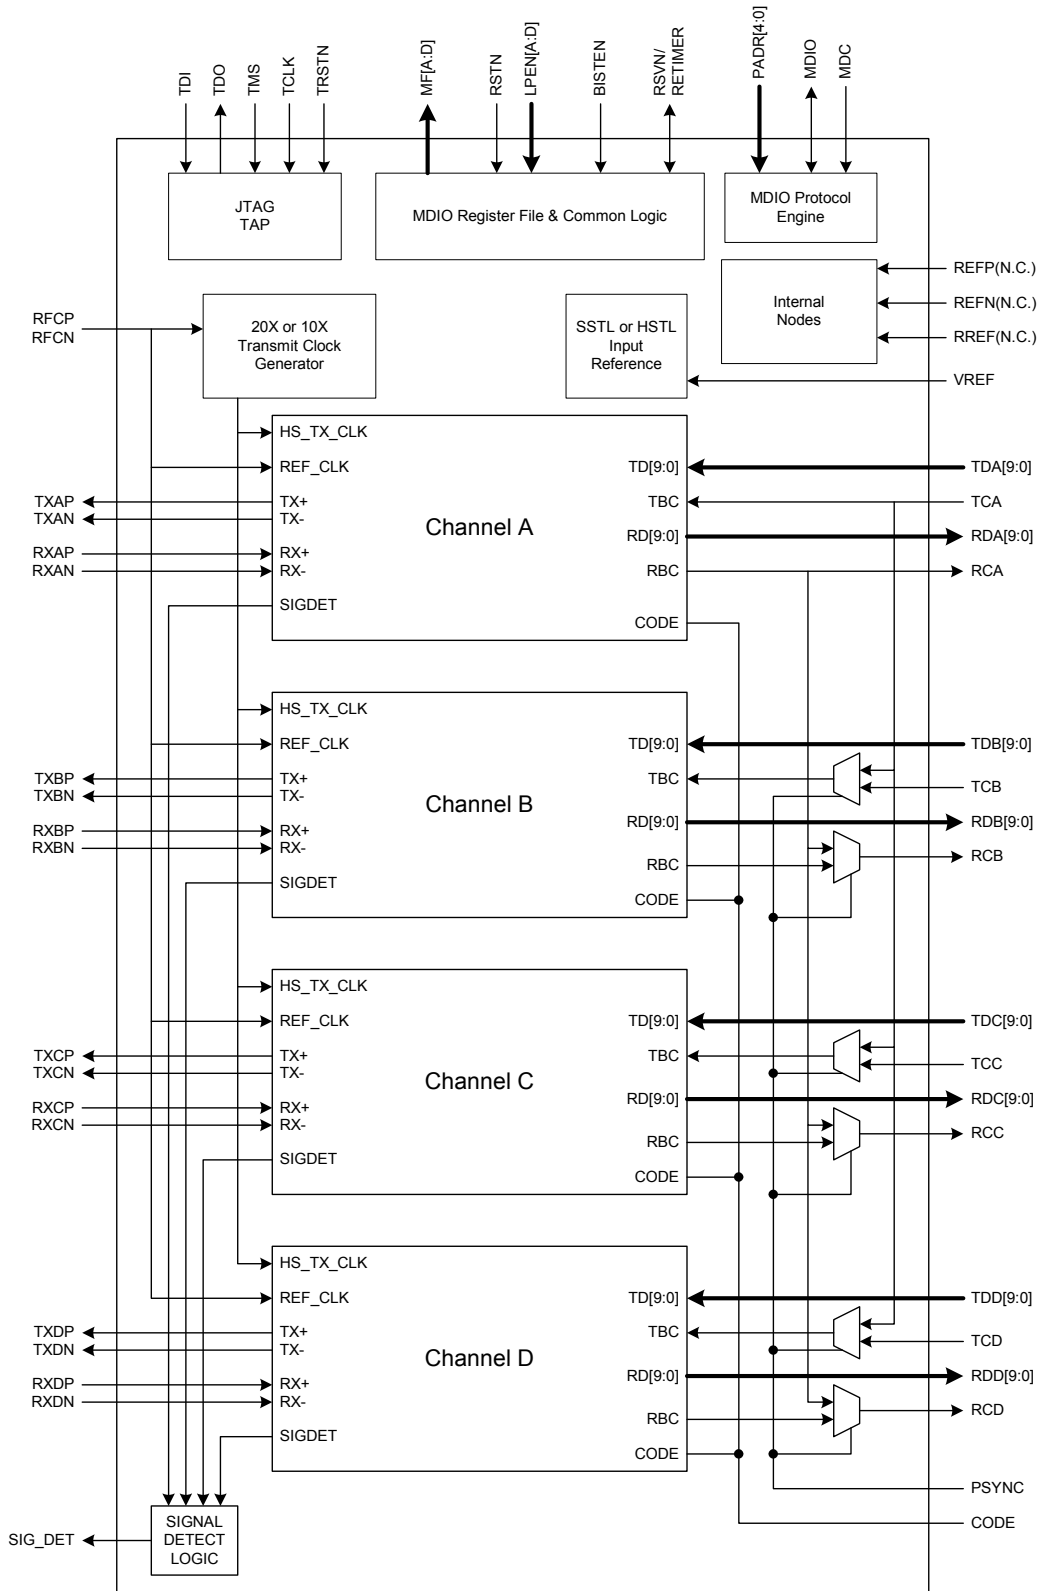 TDI
TDO
TMS
TCLK
TRSTN
MF[A:D]
RSTN
LPEN[A:D]
BISTEN
RSVN/
RETIMER
PADR[4:0]
MDIO
MDC
JTAG
TAP
MDIO Register File & Common Logic
MDIO Protocol
Engine
REFP(N.C.)
REFN(N.C.)
RREF(N.C.)
Internal
Nodes
RFCP
RFCN
20X or 10X
Transmit Clock
Generator
SSTL or HSTL
Input
Reference
VREF
HS_TX_CLK
REF_CLK
TX+
TX-
RX+
RX-
SIGDET
Channel A
TD[9:0]
TBC
RD[9:0]
RBC
CODE
TXAP
TXAN
RXAP
RXAN
TDA[9:0]
TCA
RDA[9:0]
RCA
HS_TX_CLK
REF_CLK
TX+
TX-
RX+
RX-
SIGDET
Channel B
TD[9:0]
TBC
RD[9:0]
RBC
CODE
TXBP
TXBN
RXBP
RXBN
TDB[9:0]
TCB
RDB[9:0]
RCB
HS_TX_CLK
REF_CLK
TX+
TX-
RX+
RX-
SIGDET
Channel C
TD[9:0]
TBC
RD[9:0]
RBC
CODE
TXCP
TXCN
RXCP
RXCN
TDC[9:0]
TCC
RDC[9:0]
RCC
HS_TX_CLK
REF_CLK
TX+
TX-
RX+
RX-
SIGDET
Channel D
TD[9:0]
TBC
RD[9:0]
RBC
CODE
TXDP
TXDN
RXDP
RXDN
TDD[9:0]
TCD
RDD[9:0]
RCD
PSYNC
CODE
SIG_DET
SIGNAL
DETECT
LOGIC